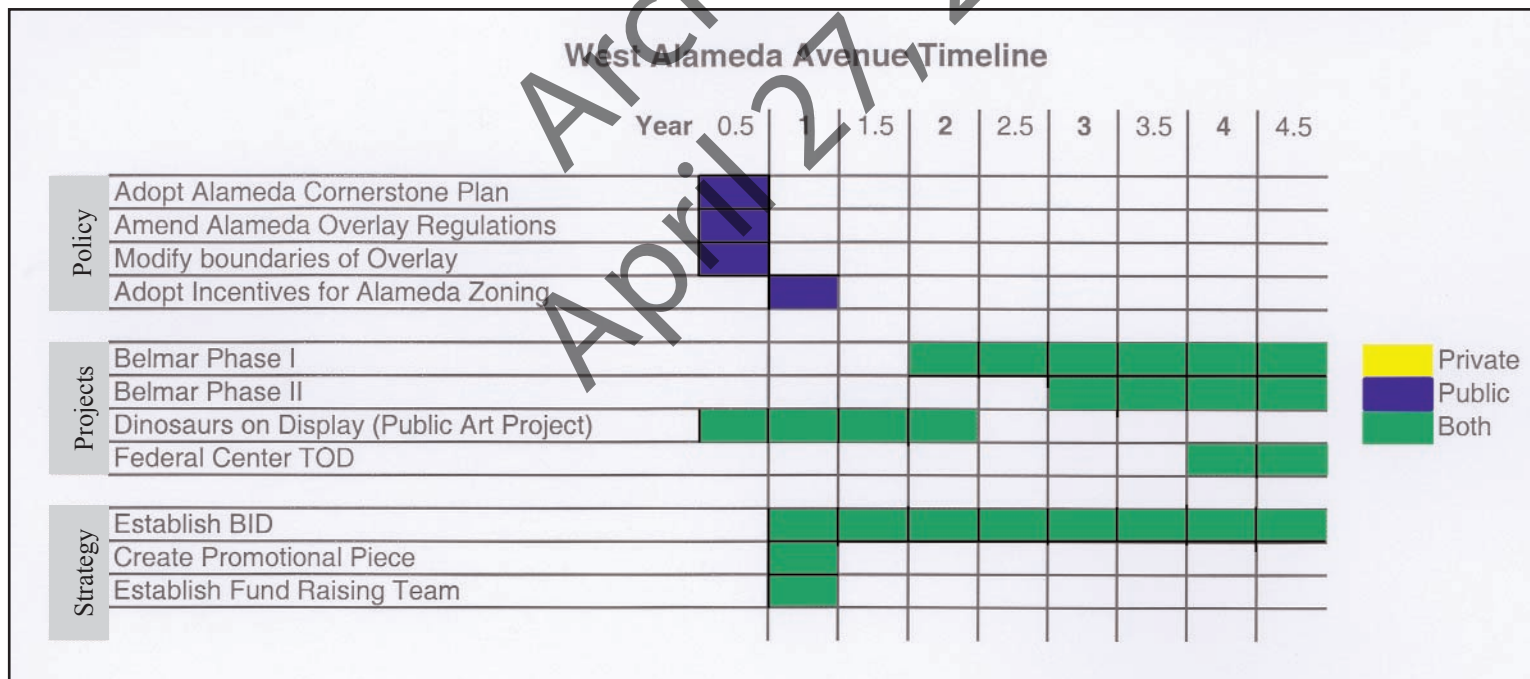 West Alameda Avenue Timeline
Year 0.5 1 1.5 2 2.5 3 3.5 4 4.5
Policy
Adopt Alameda Cornerstone Plan
Amend Alameda Overlay Regulations
Modify boundaries of Overlay
Adopt Incentives for Alameda Zoning
Projects
Belmar Phase I
Belmar Phase II
Dinosaurs on Display (Public Art Project)
Federal Center TOD
Strategy
Establish BID
Create Promotional Piece
Establish Fund Raising Team
Private
Public
Both
April 27,